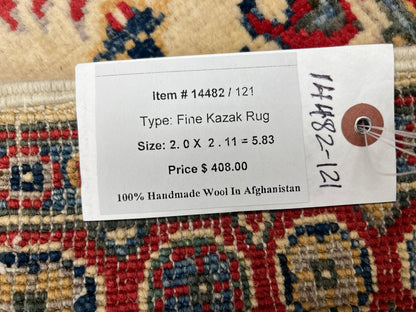 Item # 14482 / 121
Type: Fine Kazak Rug
Size: 2. 0 X 2 . 11 = 5.83
Price $ 408.00
100% Handmade Wool In Afghanistan
14482-121